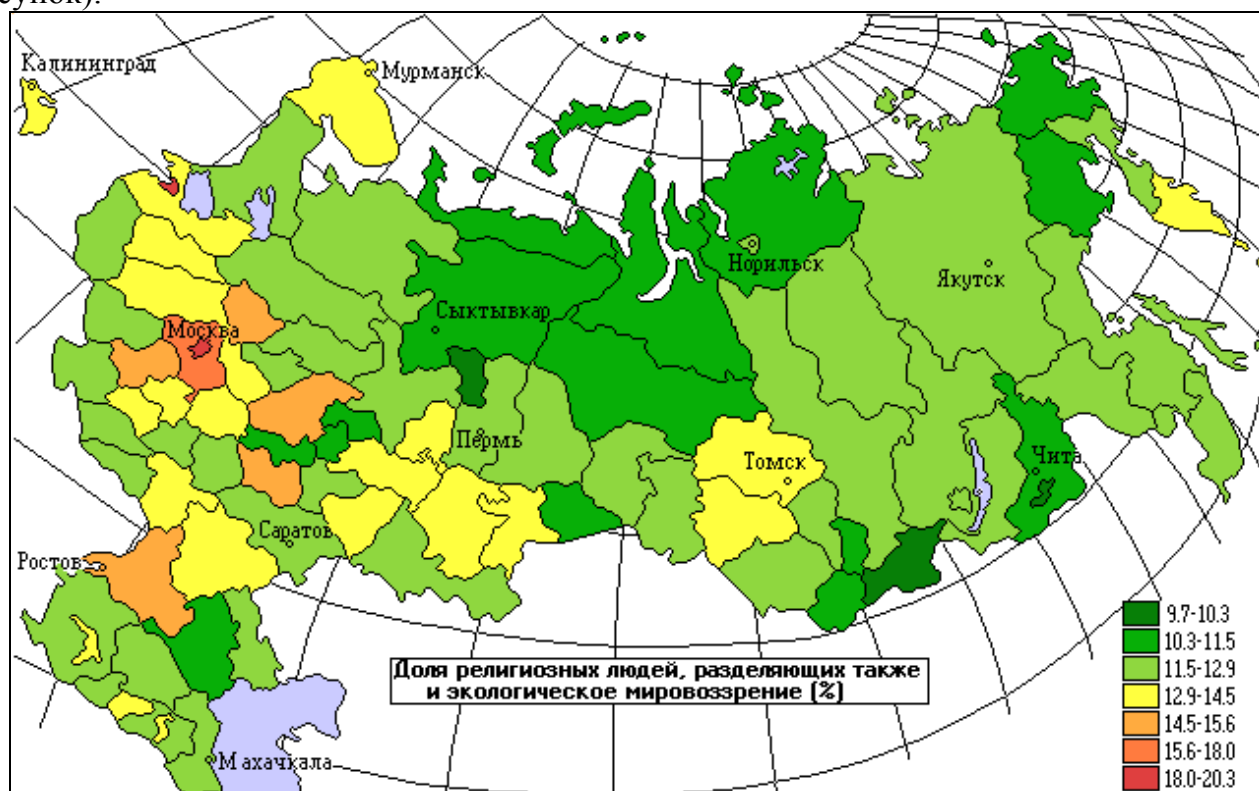 сунок).
Калининград
Мурманск
Норильск
Якутск
Сыктывкар
Москва
Пермь
Томск
Чита
Саратов
Ростов
Махачкала
Доля религиозных людей, разделяющих также
и экологическое мировоззрение (%)
9.7-10.3
10.3-11.5
11.5-12.9
12.9-14.5
14.5-15.6
15.6-18.0
18.0-20.3